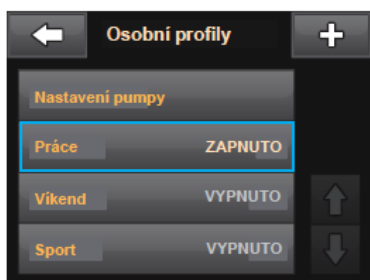 Osobní profily
Nastavení pumpy
Práce ZAPNUTO
Víkend VYPNUTO
Sport VYPNUTO